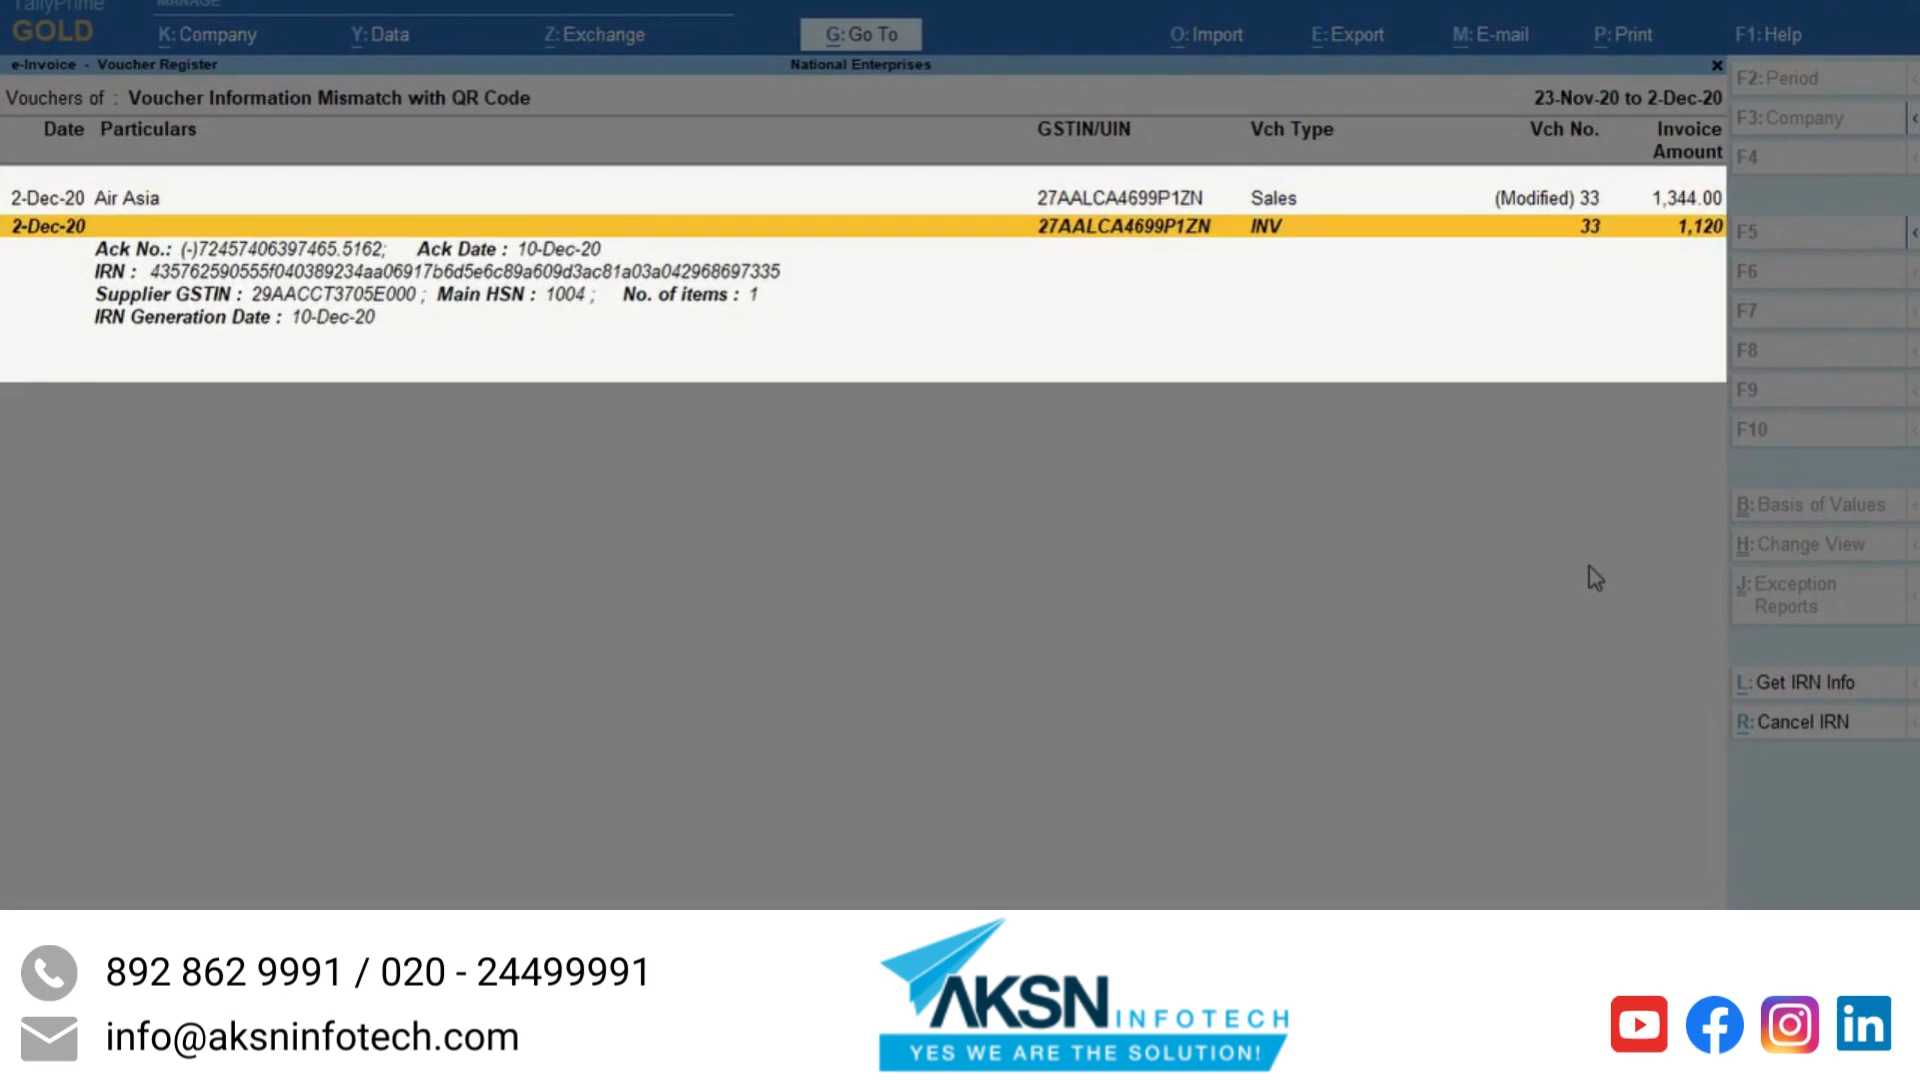 TallyPrime
MANAGE
GOLD
K: Company
Y: Data
Z: Exchange
G: Go To
O: Import
E: Export
M: E-mail
P: Print
F1: Help
e-Invoice - Voucher Register
National Enterprises
x
Vouchers of : Voucher Information Mismatch with QR Code
23-Nov-20 to 2-Dec-20
Date Particulars GSTIN/UIN Vch Type Vch No. Invoice
Amount
2-Dec-20 Air Asia 27AALCA4699P1ZN Sales (Modified) 33 1,344.00
2-Dec-20 27AALCA4699P1ZN INV 33 1,120
Ack No.: (-)72457406397465.5162; Ack Date : 10-Dec-20
IRN : 435762590555f040389234aa06917b6d5e6c89a609d3ac81a03a042968697335
Supplier GSTIN : 29AACCT3705E000 ; Main HSN : 1004 ; No. of items : 1
IRN Generation Date : 10-Dec-20
F2: Period
F3: Company
F4
F5
F6
F7
F8
F9
F10
B: Basis of Values
H: Change View
J: Exception
Reports
L: Get IRN Info
R: Cancel IRN
892 862 9991 / 020 - 24499991
info@aksninfotech.com
AKSN INFOTECH
YES WE ARE THE SOLUTION!
in